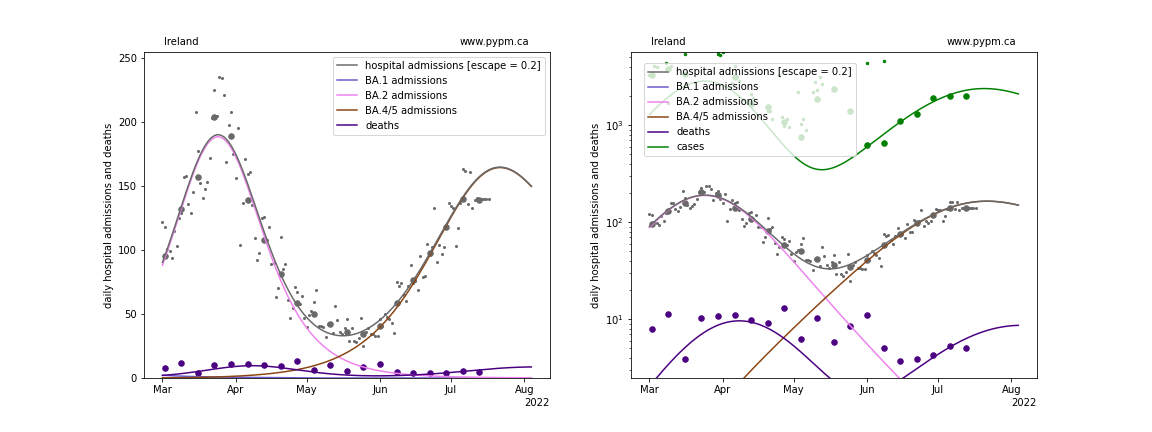 Ireland www.pypm.ca
250
200
150
100
50
0
daily hospital admissions and deaths
hospital admissions [escape = 0.2]
BA.1 admissions
BA.2 admissions
BA.4/5 admissions
deaths
Mar Apr May Jun Jul Aug
2022
Ireland www.pypm.ca
10³
10²
10¹
daily hospital admissions and deaths
hospital admissions [escape = 0.2]
BA.1 admissions
BA.2 admissions
BA.4/5 admissions
deaths
cases
Mar Apr May Jun Jul Aug
2022